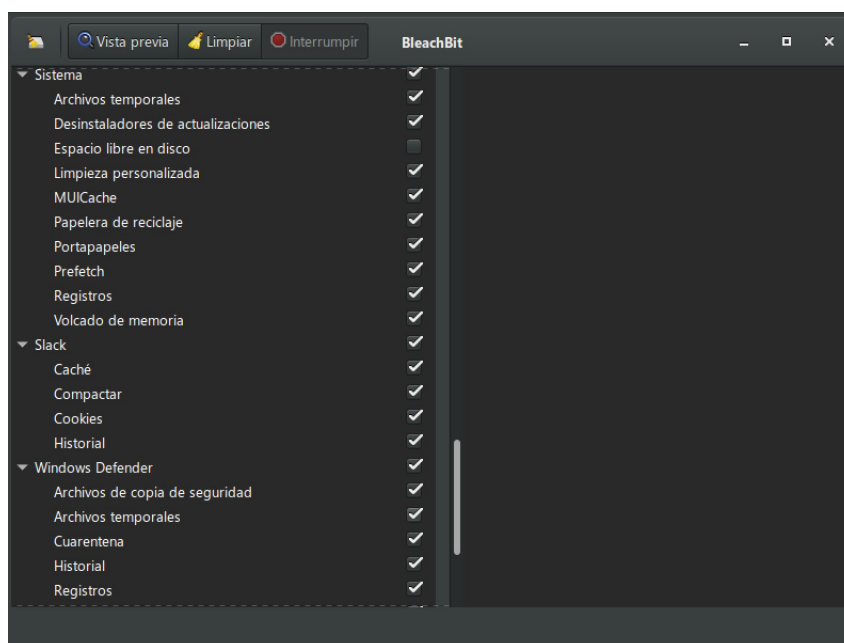 Vista previa Limpiar Interrumpir BleachBit
Sistema
Archivos temporales
Desinstaladores de actualizaciones
Espacio libre en disco
Limpieza personalizada
MUICache
Papelera de reciclaje
Portapapeles
Prefetch
Registros
Volcado de memoria
Slack
Caché
Compactar
Cookies
Historial
Windows Defender
Archivos de copia de seguridad
Archivos temporales
Cuarentena
Historial
Registros